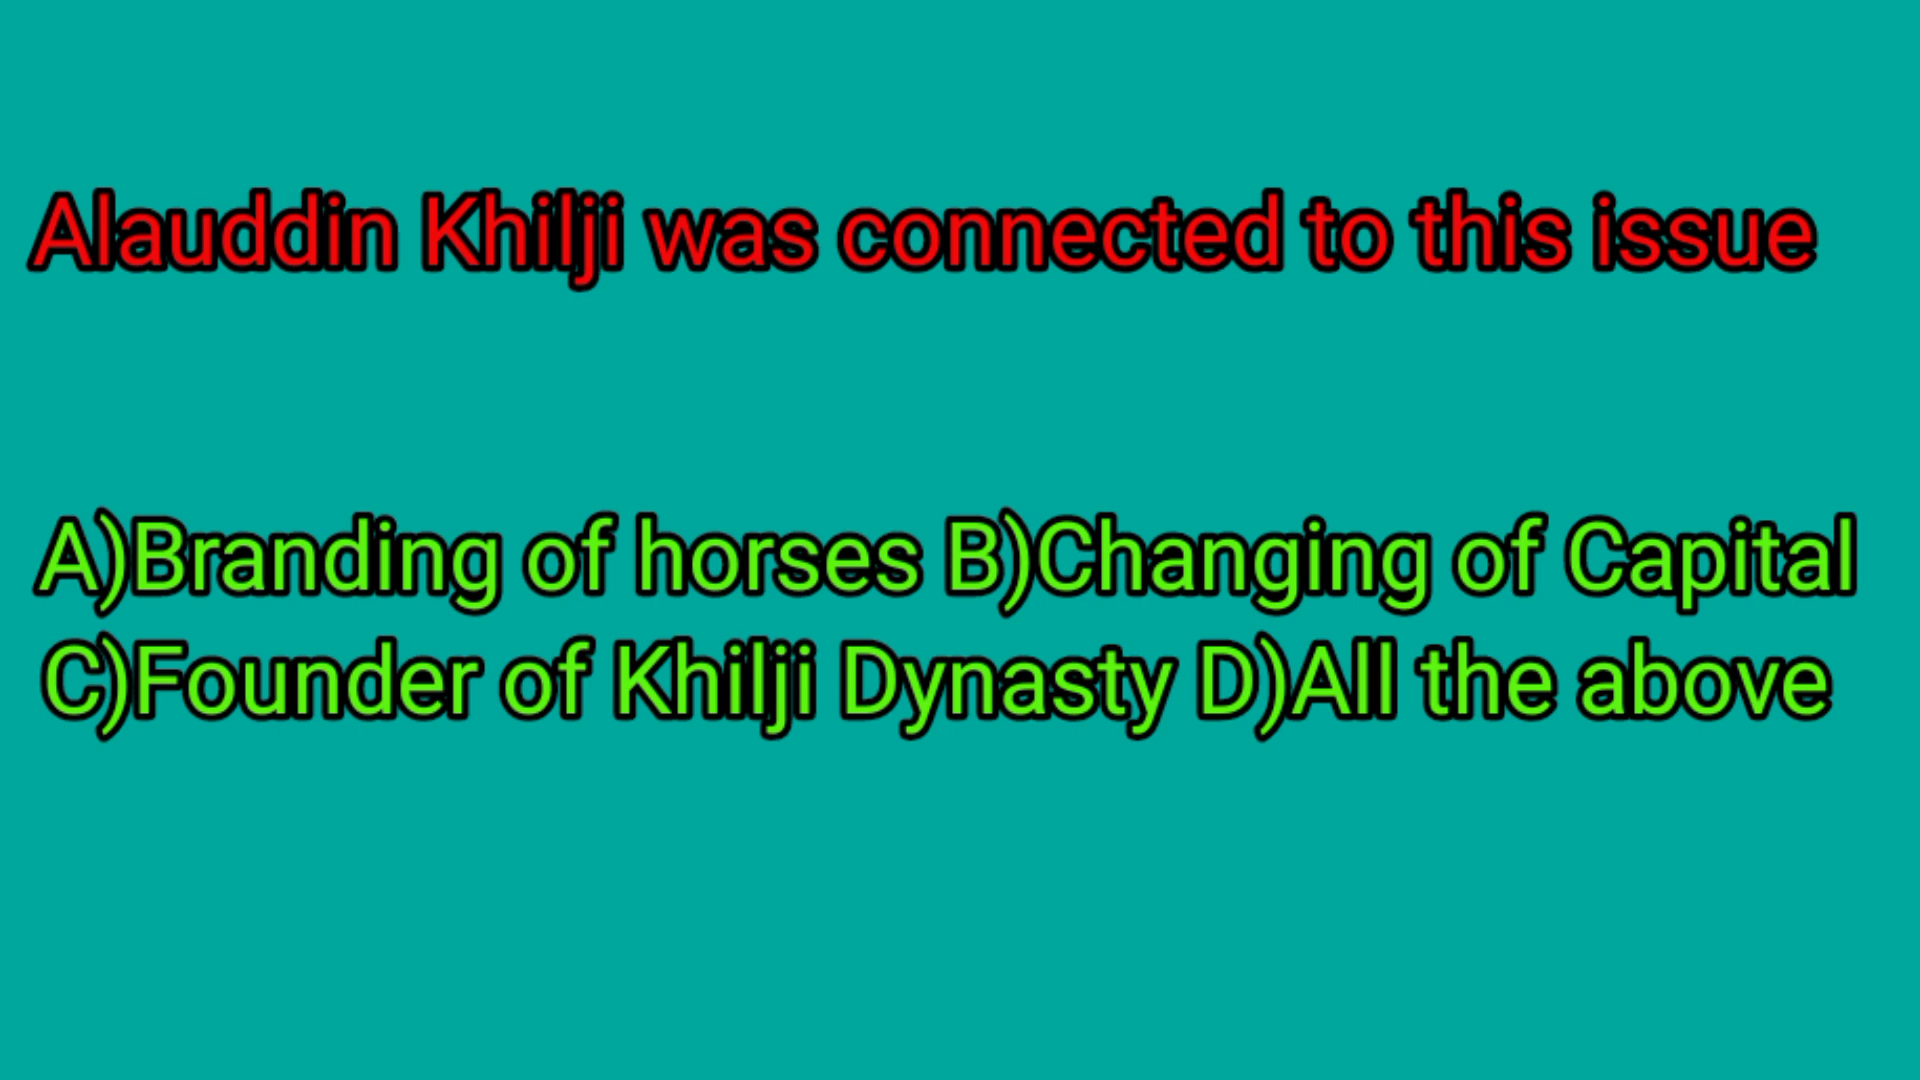 Alauddin Khilji was connected to this issue
A)Branding of horses B)Changing of Capital
C)Founder of Khilji Dynasty D)All the above